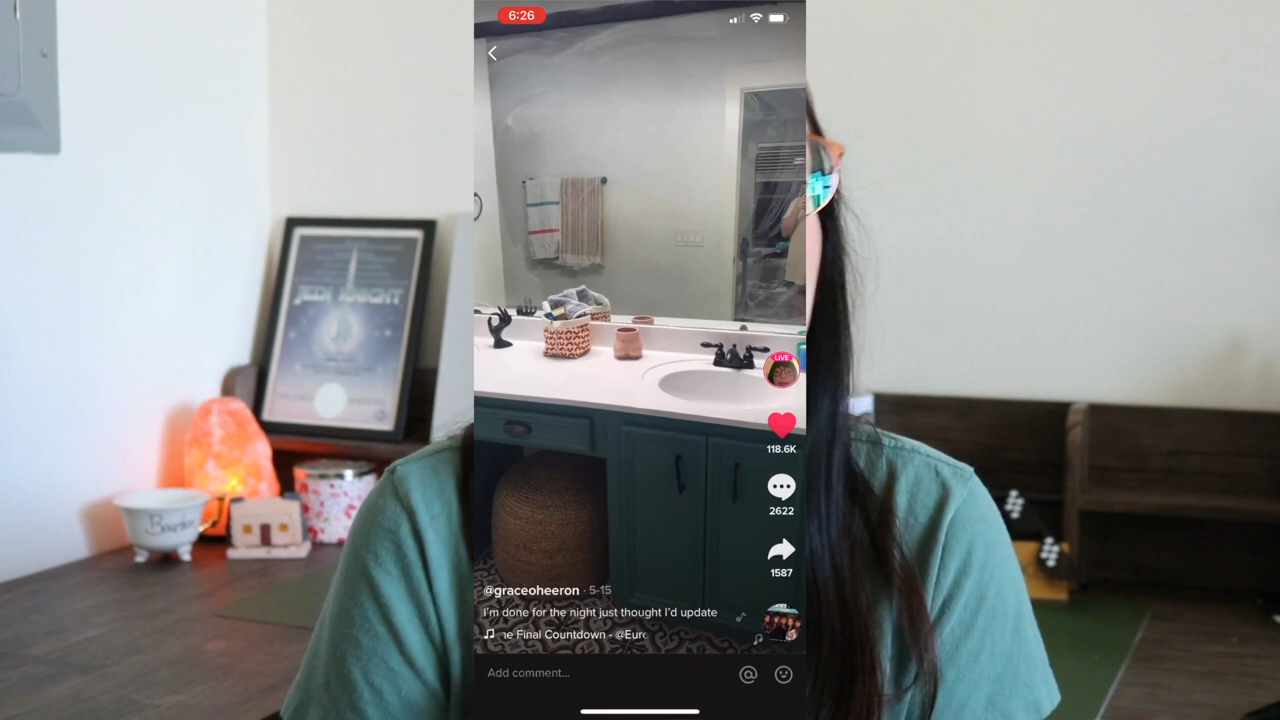 6:26
JEDI KNIGHT
LIVE
118.6K
2622
1587
@graceoheeron · 5-15
I'm done for the night just thought I'd update
e Final Countdown - @Euro
Add comment...